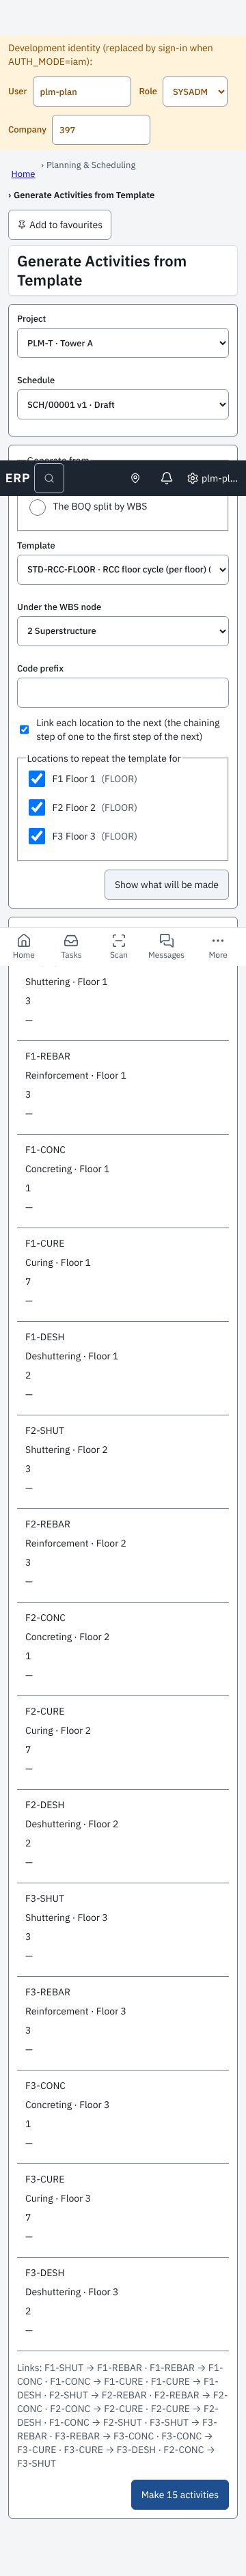 Development identity (replaced by sign-in when
AUTH_MODE=iam):
User plm-plan Role SYSADM
Company 397
Home › Planning & Scheduling
› Generate Activities from Template
Add to favourites
Generate Activities from
Template
Project
PLM-T · Tower A
Schedule
SCH/00001 v1 · Draft
ERP plm-pl...
The BOQ split by WBS
Template
STD-RCC-FLOOR · RCC floor cycle (per floor) (
Under the WBS node
2 Superstructure
Code prefix
Link each location to the next (the chaining
step of one to the first step of the next)
Locations to repeat the template for
F1 Floor 1 (FLOOR)
F2 Floor 2 (FLOOR)
F3 Floor 3 (FLOOR)
Show what will be made
Home Tasks Scan Messages More
Shuttering · Floor 1
3
—
F1-REBAR
Reinforcement · Floor 1
3
—
F1-CONC
Concreting · Floor 1
1
—
F1-CURE
Curing · Floor 1
7
—
F1-DESH
Deshuttering · Floor 1
2
—
F2-SHUT
Shuttering · Floor 2
3
—
F2-REBAR
Reinforcement · Floor 2
3
—
F2-CONC
Concreting · Floor 2
1
—
F2-CURE
Curing · Floor 2
7
—
F2-DESH
Deshuttering · Floor 2
2
—
F3-SHUT
Shuttering · Floor 3
3
—
F3-REBAR
Reinforcement · Floor 3
3
—
F3-CONC
Concreting · Floor 3
1
—
F3-CURE
Curing · Floor 3
7
—
F3-DESH
Deshuttering · Floor 3
2
—
Links: F1-SHUT → F1-REBAR · F1-REBAR → F1-
CONC · F1-CONC → F1-CURE · F1-CURE → F1-
DESH · F2-SHUT → F2-REBAR · F2-REBAR → F2-
CONC · F2-CONC → F2-CURE · F2-CURE → F2-
DESH · F1-CONC → F2-SHUT · F3-SHUT → F3-
REBAR · F3-REBAR → F3-CONC · F3-CONC →
F3-CURE · F3-CURE → F3-DESH · F2-CONC →
F3-SHUT
Make 15 activities